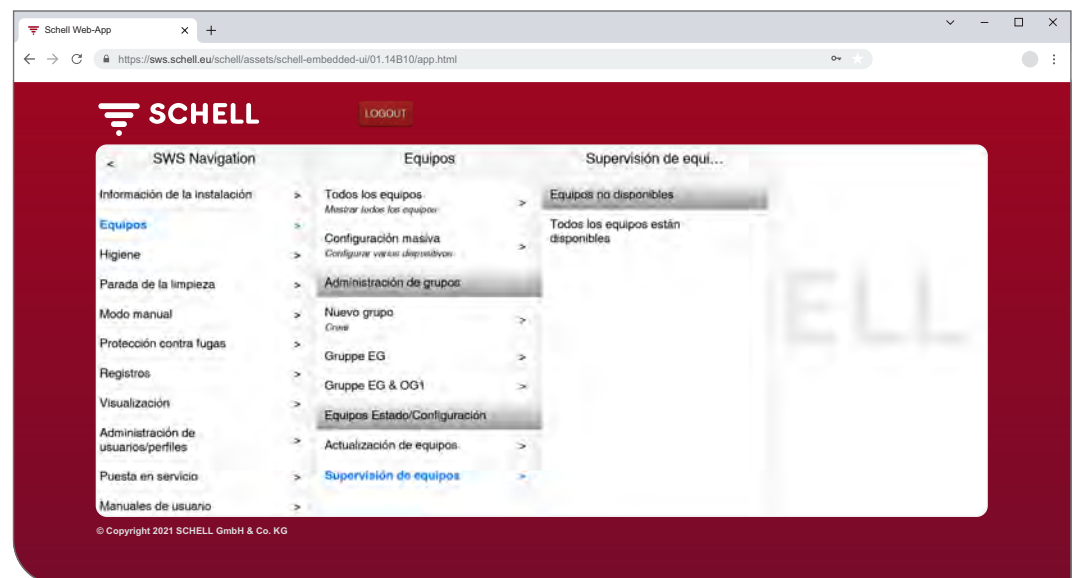 Schell Web-App
https://sws.schell.eu/schell/assets/schell-embedded-ui/01.14B10/app.html
SCHELL
LOGOUT
< SWS Navigation
Información de la instalación >
Equipos >
Higiene >
Parada de la limpieza >
Modo manual >
Protección contra fugas >
Registros >
Visualización >
Administración de
usuarios/perfiles >
Puesta en servicio >
Manuales de usuario >
Equipos
Todos los equipos >
Mostrar todos los equipos
Configuración masiva >
Configurar varios dispositivos
Administración de grupos
Nuevo grupo >
Crear
Gruppe EG >
Gruppe EG & OG1 >
Equipos Estado/Configuración
Actualización de equipos >
Supervisión de equipos >
Supervisión de equi...
Equipos no disponibles
Todos los equipos están
disponibles
ELL
© Copyright 2021 SCHELL GmbH & Co. KG